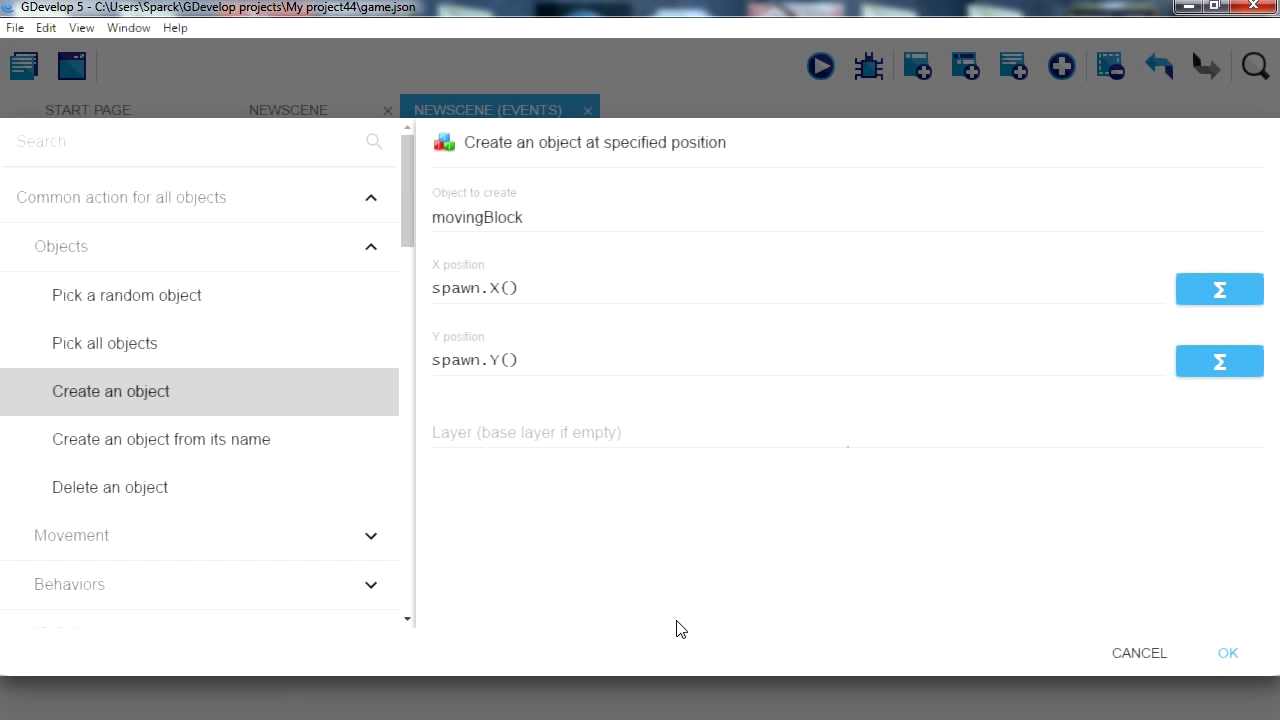 GDevelop 5 - C:\Users\Sparck\GDevelop projects\My project44\game.json
File Edit View Window Help
START PAGE NEWSCENE NEWSCENE (EVENTS)
Search
Common action for all objects
Objects
Pick a random object
Pick all objects
Create an object
Create an object from its name
Delete an object
Movement
Behaviors
Create an object at specified position
Object to create
movingBlock
X position
spawn.X()
Σ
Y position
spawn.Y()
Σ
Layer (base layer if empty)
CANCEL OK